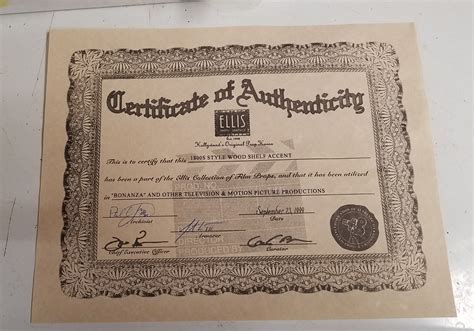 Certificate of Authenticity
ELLIS
Hollywood's Original Prop House
This is to certify that this 1800S STYLE WOOD SHELF ACCENT
has been a part of the Ellis Collection of Film Props, and that it has been utilized
in "BONANZA" AND OTHER TELEVISION & MOTION PICTURE PRODUCTIONS
September 23,
Archivist
Date
Chief Executive Officer
Curator